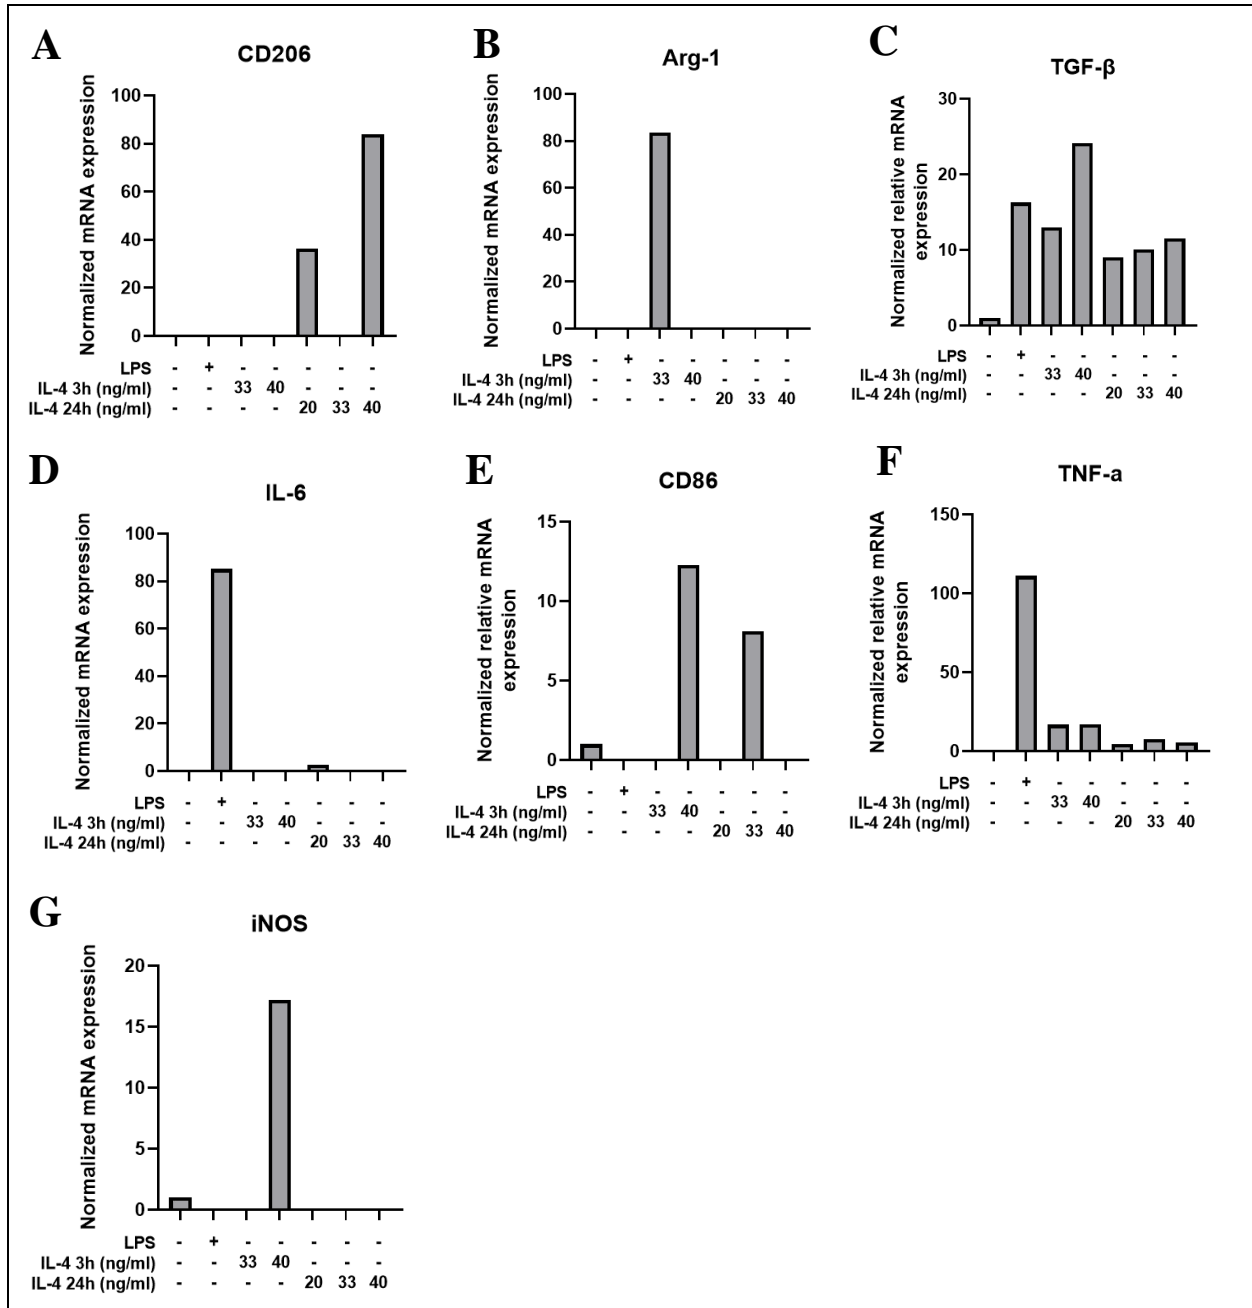 A
CD206
Normalized mRNA expression
100
80
60
40
20
0
LPS - + - - - - -
IL-4 3h (ng/ml) - - 33 40 - - -
IL-4 24h (ng/ml) - - - - 20 33 40
B
Arg-1
Normalized mRNA expression
100
80
60
40
20
0
LPS - + - - - - -
IL-4 3h (ng/ml) - - 33 40 - - -
IL-4 24h (ng/ml) - - - - 20 33 40
C
TGF-β
Normalized relative mRNA
expression
30
20
10
0
LPS - + - - - - -
IL-4 3h (ng/ml) - - 33 40 - - -
IL-4 24h (ng/ml) - - - - 20 33 40
D
IL-6
Normalized mRNA expression
100
80
60
40
20
0
LPS - + - - - - -
IL-4 3h (ng/ml) - - 33 40 - - -
IL-4 24h (ng/ml) - - - - 20 33 40
E
CD86
Normalized relative mRNA
expression
15
10
5
0
LPS - + - - - - -
IL-4 3h (ng/ml) - - 33 40 - - -
IL-4 24h (ng/ml) - - - - 20 33 40
F
TNF-a
Normalized relative mRNA
expression
150
100
50
0
LPS - + - - - - -
IL-4 3h (ng/ml) - - 33 40 - - -
IL-4 24h (ng/ml) - - - - 20 33 40
G
iNOS
Normalized mRNA expression
20
15
10
5
0
LPS - + - - - - -
IL-4 3h (ng/ml) - - 33 40 - - -
IL-4 24h (ng/ml) - - - - 20 33 40